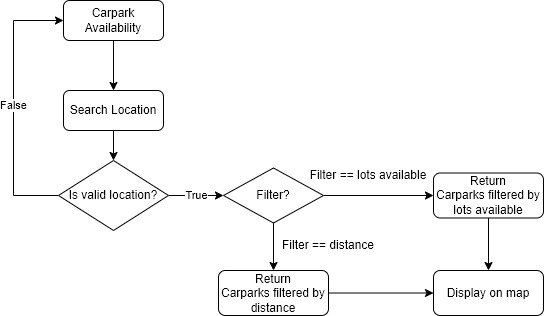 Carpark
Availability
False
Search Location
Is valid location?
True
Filter?
Filter == lots available
Return
Carparks filtered by
lots available
Filter == distance
Return
Carparks filtered by
distance
Display on map